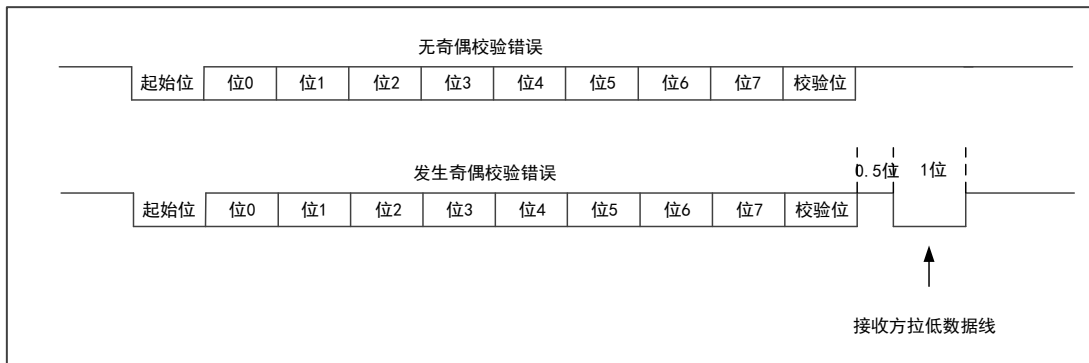 无奇偶校验错误
起始位 位0 位1 位2 位3 位4 位5 位6 位7 校验位
发生奇偶校验错误
0.5位 1位
起始位 位0 位1 位2 位3 位4 位5 位6 位7 校验位
接收方拉低数据线